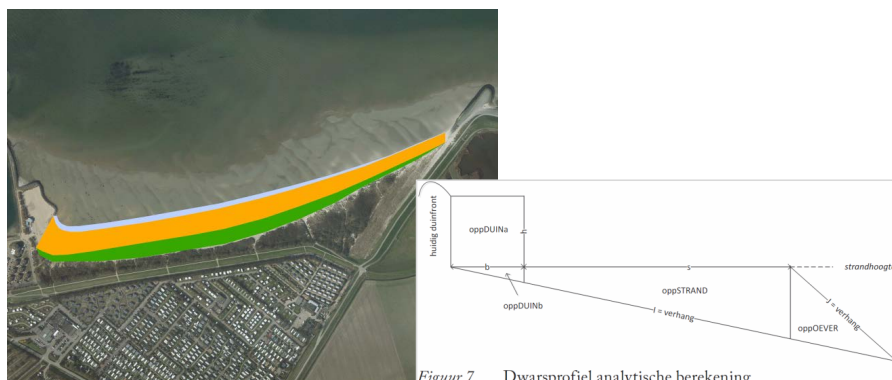 huidig duinfront
oppDUINa
h
b
s
strandhoogte
oppDUINb
oppSTRAND
I = verhang
J = verhang
oppOEVER
Figuur 7 Dwarsprofiel analytische berekening